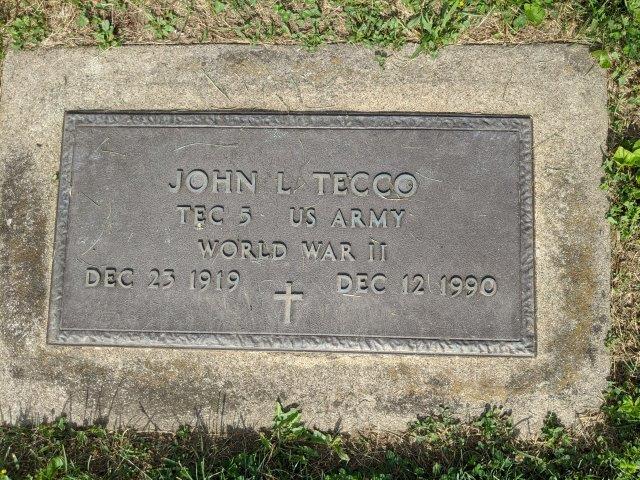 JOHN L TECCO
TEC 5 US ARMY
WORLD WAR II
DEC 23 1919 DEC 12 1990